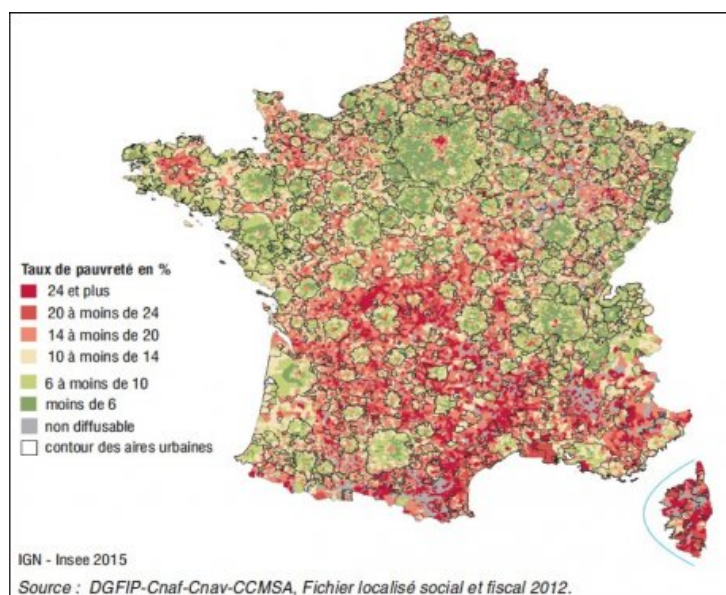 Taux de pauvreté en %
24 et plus
20 à moins de 24
14 à moins de 20
10 à moins de 14
6 à moins de 10
moins de 6
non diffusable
contour des aires urbaines
IGN - Insee 2015
Source : DGFIP-Cnaf-Cnav-CCMSA, Fichier localisé social et fiscal 2012.